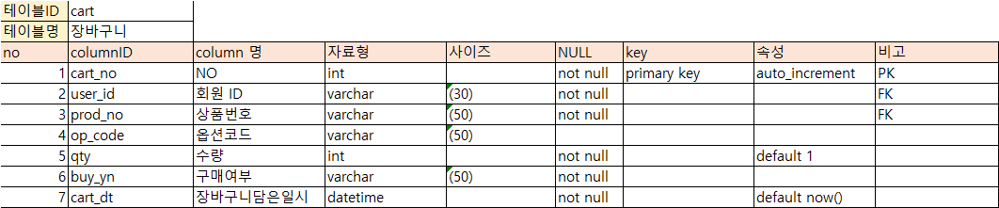 테이블ID cart
테이블명 장바구니
no columnID column 명 자료형 사이즈 NULL key 속성 비고
1 cart_no NO int not null primary key auto_increment PK
2 user_id 회원 ID varchar (30) not null FK
3 prod_no 상품번호 varchar (50) not null FK
4 op_code 옵션코드 varchar (50)
5 qty 수량 int not null default 1
6 buy_yn 구매여부 varchar (50) not null
7 cart_dt 장바구니담은일시 datetime not null default now()